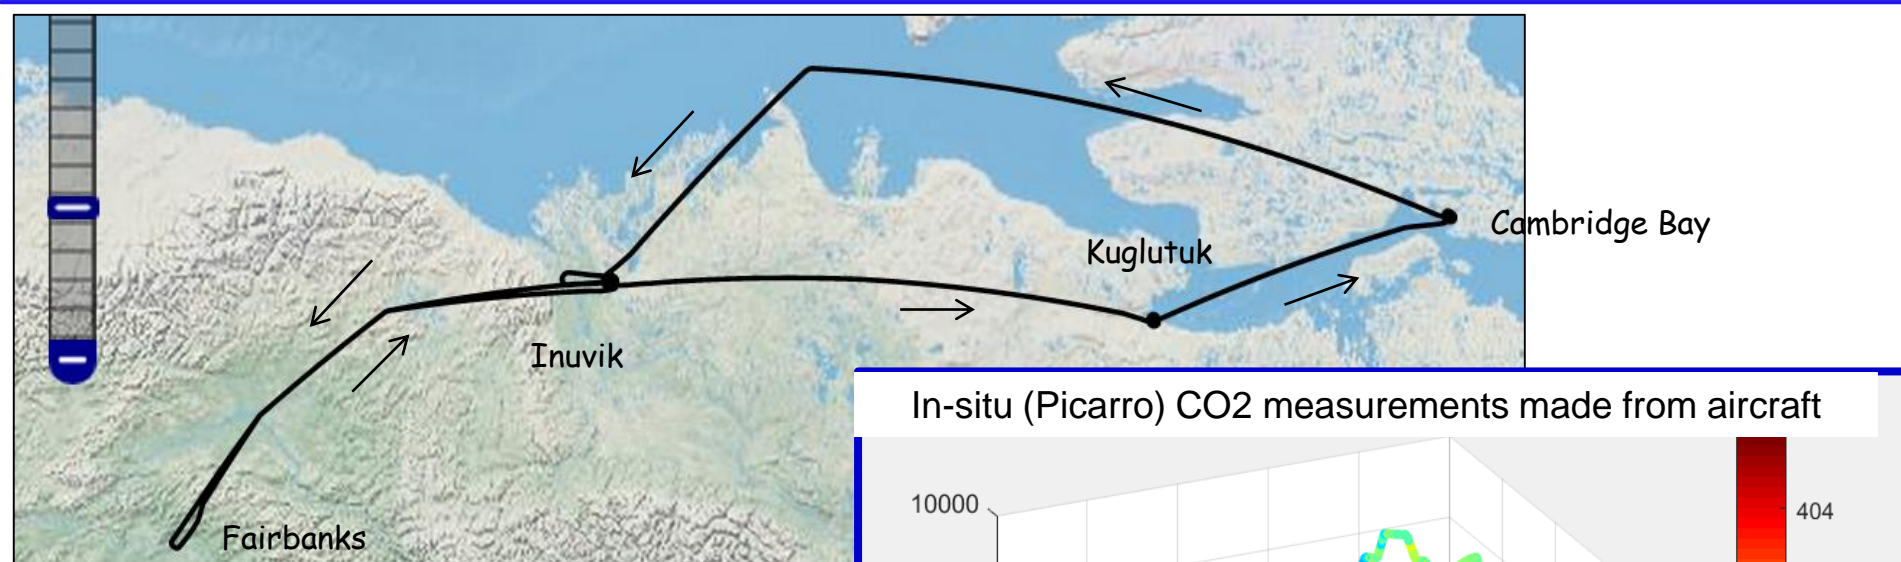 Cambridge Bay
Kuglutuk
Inuvik
Fairbanks
In-situ (Picarro) CO2 measurements made from aircraft
10000
404